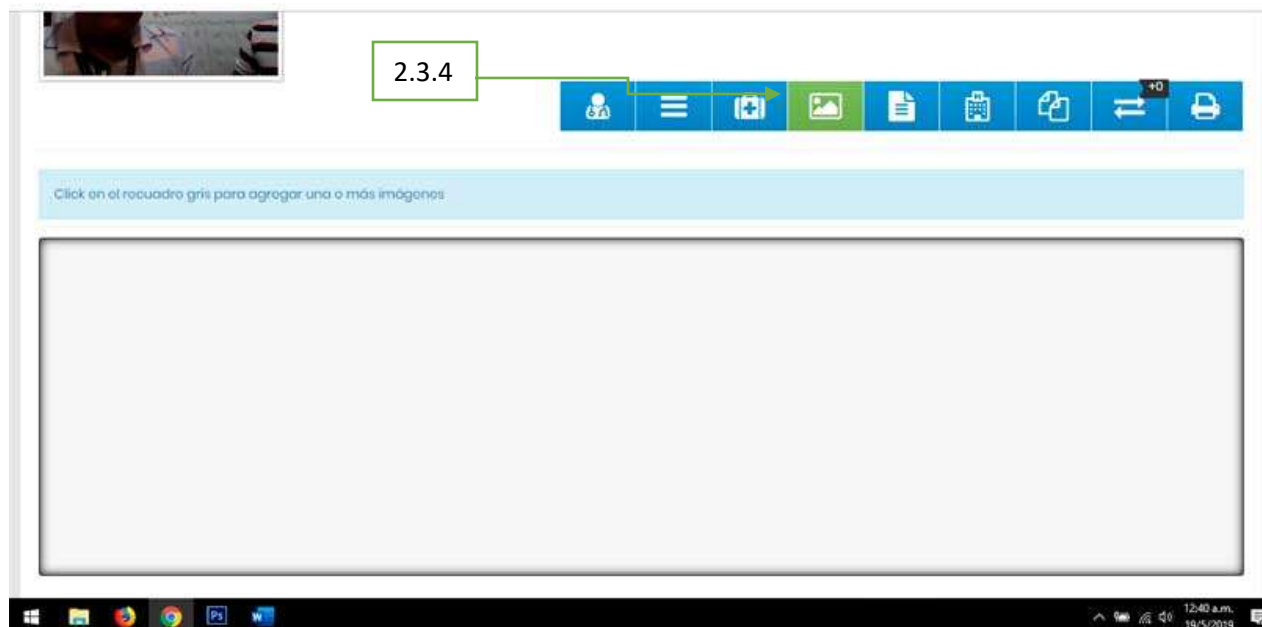 2.3.4
+0
Click en el recuadro gris para agregar una o más imágenes
Ps
W
12:40 a.m.
19/5/2019